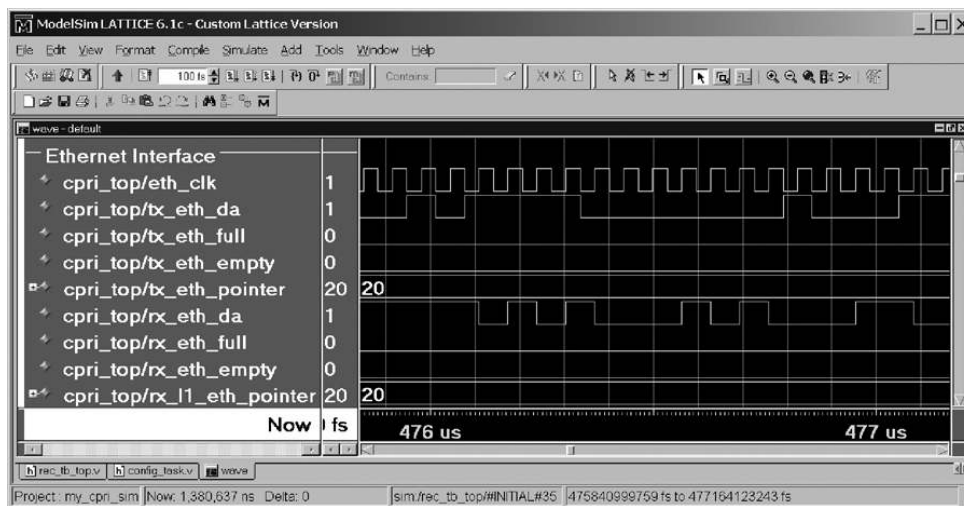 ModelSim LATTICE 6.1c - Custom Lattice Version
File Edit View Format Compile Simulate Add Tools Window Help
100 fs Contains:
wave - default
Ethernet Interface
cpri_top/eth_clk 1
cpri_top/tx_eth_da 1
cpri_top/tx_eth_full 0
cpri_top/tx_eth_empty 0
cpri_top/tx_eth_pointer 20 20
cpri_top/rx_eth_da 1
cpri_top/rx_eth_full 0
cpri_top/rx_eth_empty 0
cpri_top/rx_l1_eth_pointer 20 20
Now fs 476 us 477 us
rec_tb_top.v config_task.v wave
Project : my_cpri_sim Now: 1,380,637 ns Delta: 0 sim:/rec_tb_top/#INITIAL#35 475840999759 fs to 477164123243 fs